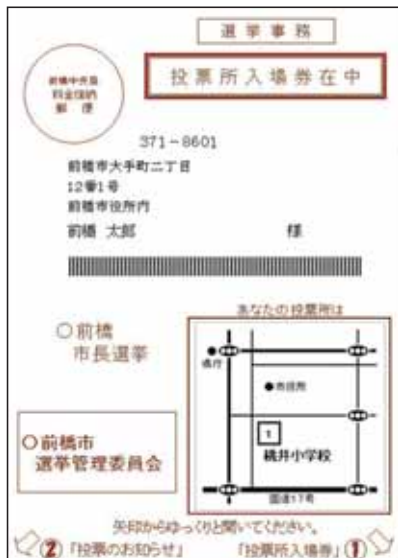 選挙事務
投票所入場券在中
前橋中央局
料金後納
郵便
371-8601
前橋市大手町二丁目
12番1号
前橋市役所内
前橋 太郎 様
○前橋
市長選挙
あなたの投票所は
県庁
●市役所
1
桃井小学校
国道17号
○前橋市
選挙管理委員会
矢印からゆっくりと開いてください。
②「投票のお知らせ」 「投票所入場券」①